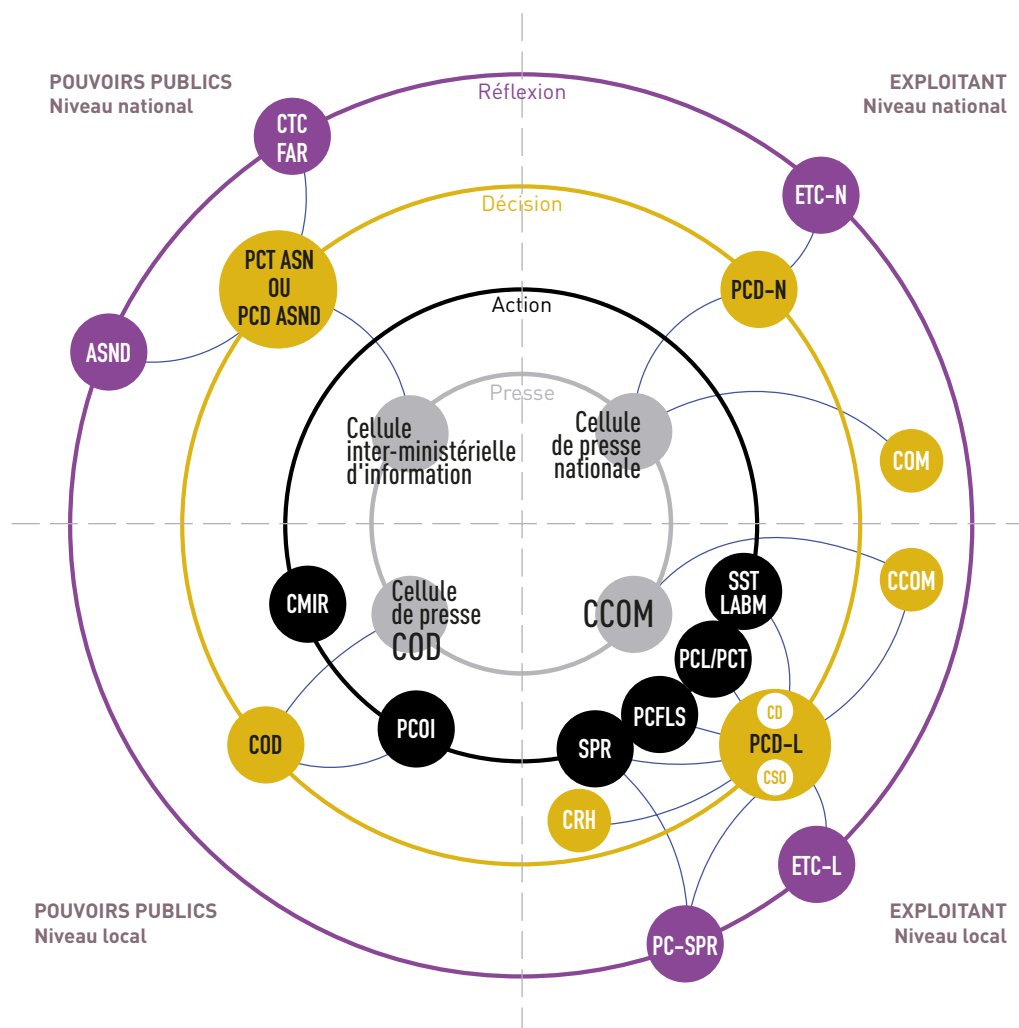 POUVOIRS PUBLICS
Niveau national
EXPLOITANT
Niveau national
Réflexion
CTC
FAR
ETC-N
Décision
PCT ASN
OU
PCD ASND
PCD-N
ASND
Action
Presse
Cellule
inter-ministérielle
d'information
Cellule
de presse
nationale
COM
CMIR
Cellule
de presse
COD
CCOM
SST
LABM
CCOM
PCL/PCT
PCFLS
CD
PCD-L
CSO
COD
PCOI
SPR
CRH
ETC-L
PC-SPR
POUVOIRS PUBLICS
Niveau local
EXPLOITANT
Niveau local